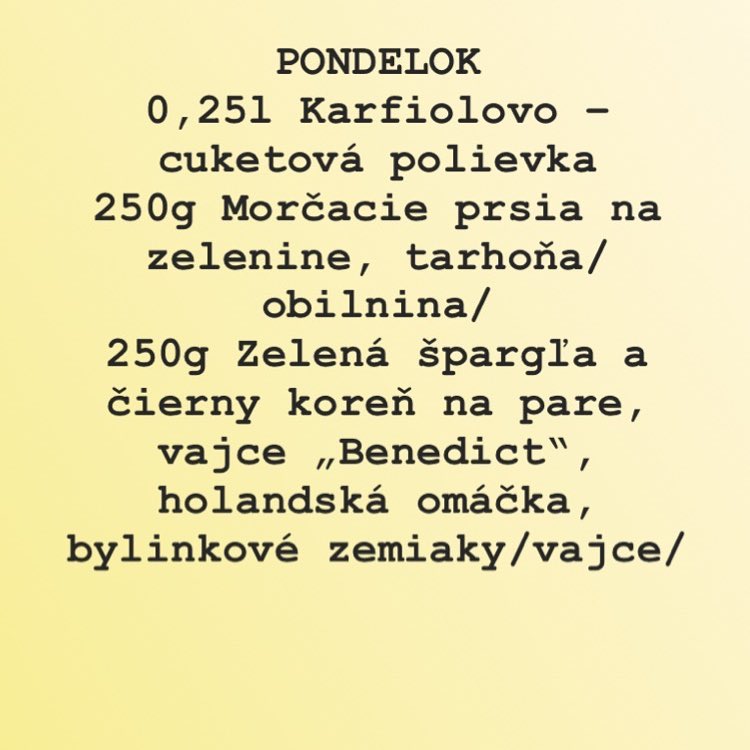 PONDELOK
0,25l Karfiolovo –
cuketová polievka
250g Morčacie prsia na
zelenine, tarhoňa/
obilnina/
250g Zelená špargľa a
čierny koreň na pare,
vajce „Benedict“,
holandská omáčka,
bylinkové zemiaky/vajce/